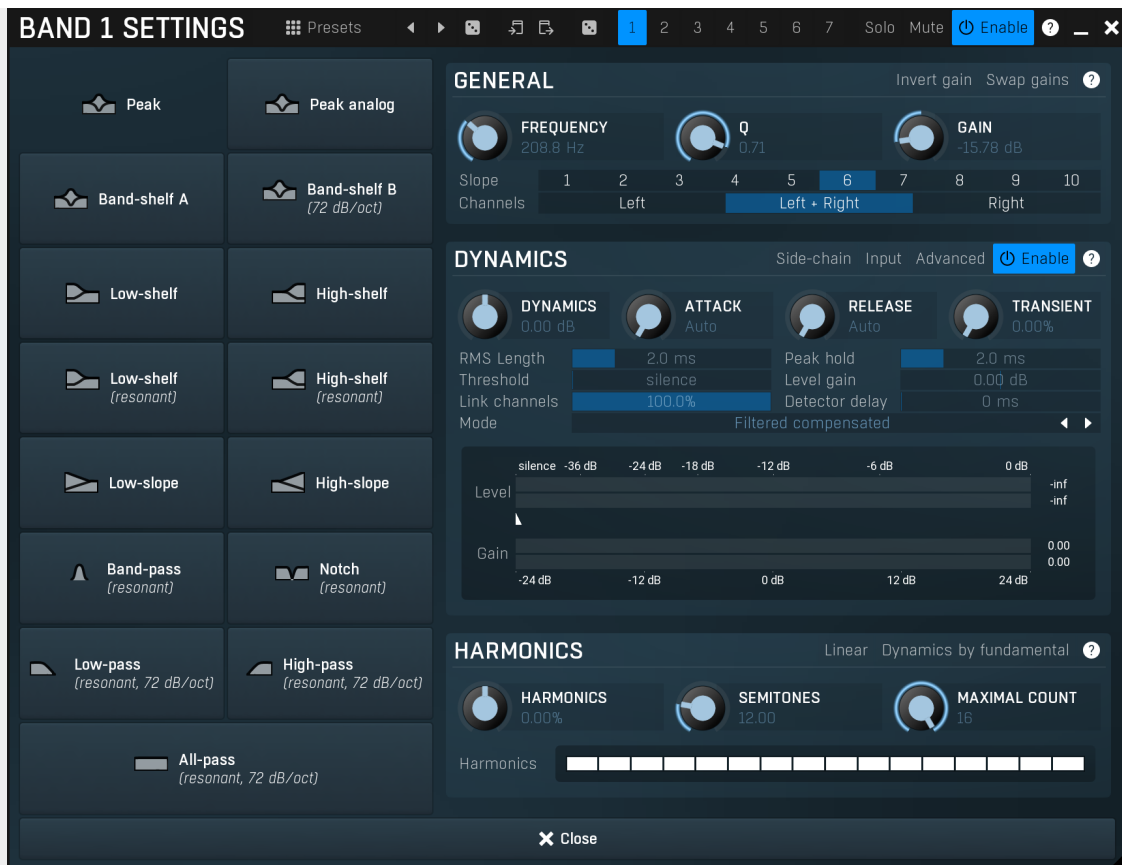 BAND 1 SETTINGS Presets 1 2 3 4 5 6 7 Solo Mute Enable ?
Peak
Peak analog
Band-shelf A
Band-shelf B
(72 dB/oct)
Low-shelf
High-shelf
Low-shelf
(resonant)
High-shelf
(resonant)
Low-slope
High-slope
Band-pass
(resonant)
Notch
(resonant)
Low-pass
(resonant, 72 dB/oct)
High-pass
(resonant, 72 dB/oct)
All-pass
(resonant, 72 dB/oct)
GENERAL Invert gain Swap gains ?
FREQUENCY
208.8 Hz
Q
0.71
GAIN
-15.78 dB
Slope 1 2 3 4 5 6 7 8 9 10
Channels Left Left + Right Right
DYNAMICS Side-chain Input Advanced Enable ?
DYNAMICS
0.00 dB
ATTACK
Auto
RELEASE
Auto
TRANSIENT
0.00%
RMS Length 2.0 ms Peak hold 2.0 ms
Threshold silence Level gain 0.00 dB
Link channels 100.0% Detector delay 0 ms
Mode Filtered compensated
silence -36 dB -24 dB -18 dB -12 dB -6 dB 0 dB
Level -inf
-inf
Gain 0.00
0.00
-24 dB -12 dB 0 dB 12 dB 24 dB
HARMONICS Linear Dynamics by fundamental ?
HARMONICS
0.00%
SEMITONES
12.00
MAXIMAL COUNT
16
Harmonics
Close